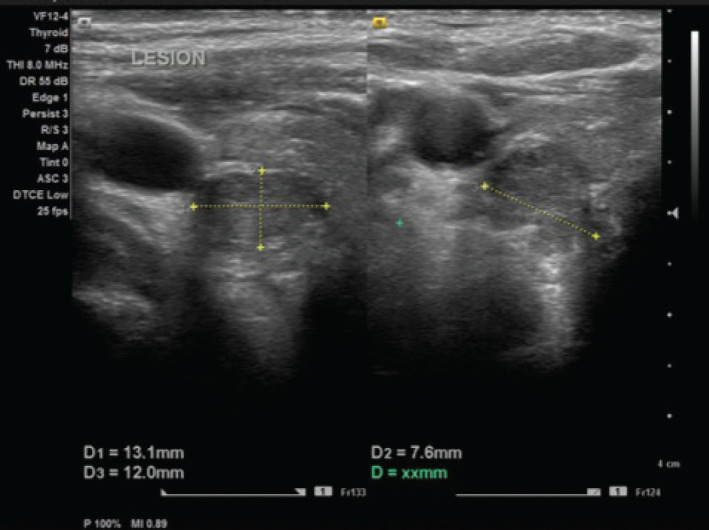 VF12-4
Thyroid
7 dB
THI 8.0 MHz
DR 55 dB
Edge 1
Persist 3
R/S 3
Map A
Tint 0
ASC 3
DTCE Low
25 fps
LESION
D1 = 13.1mm
D3 = 12.0mm
D2 = 7.6mm
D = xxmm
4 cm
1 Fr133
1 Fr124
P 100% MI 0.89